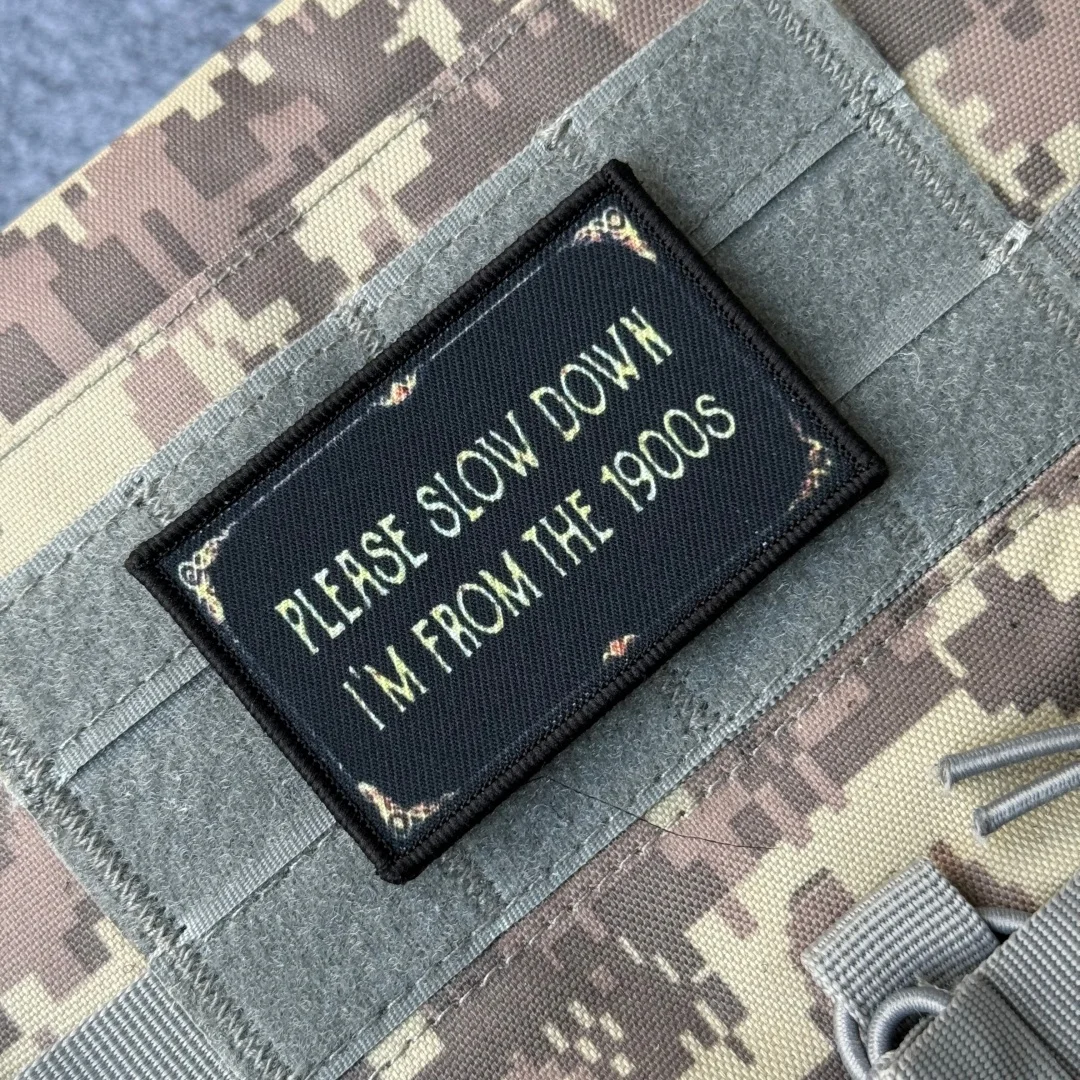 PLEASE SLOW DOWN
I'M FROM THE 1900S